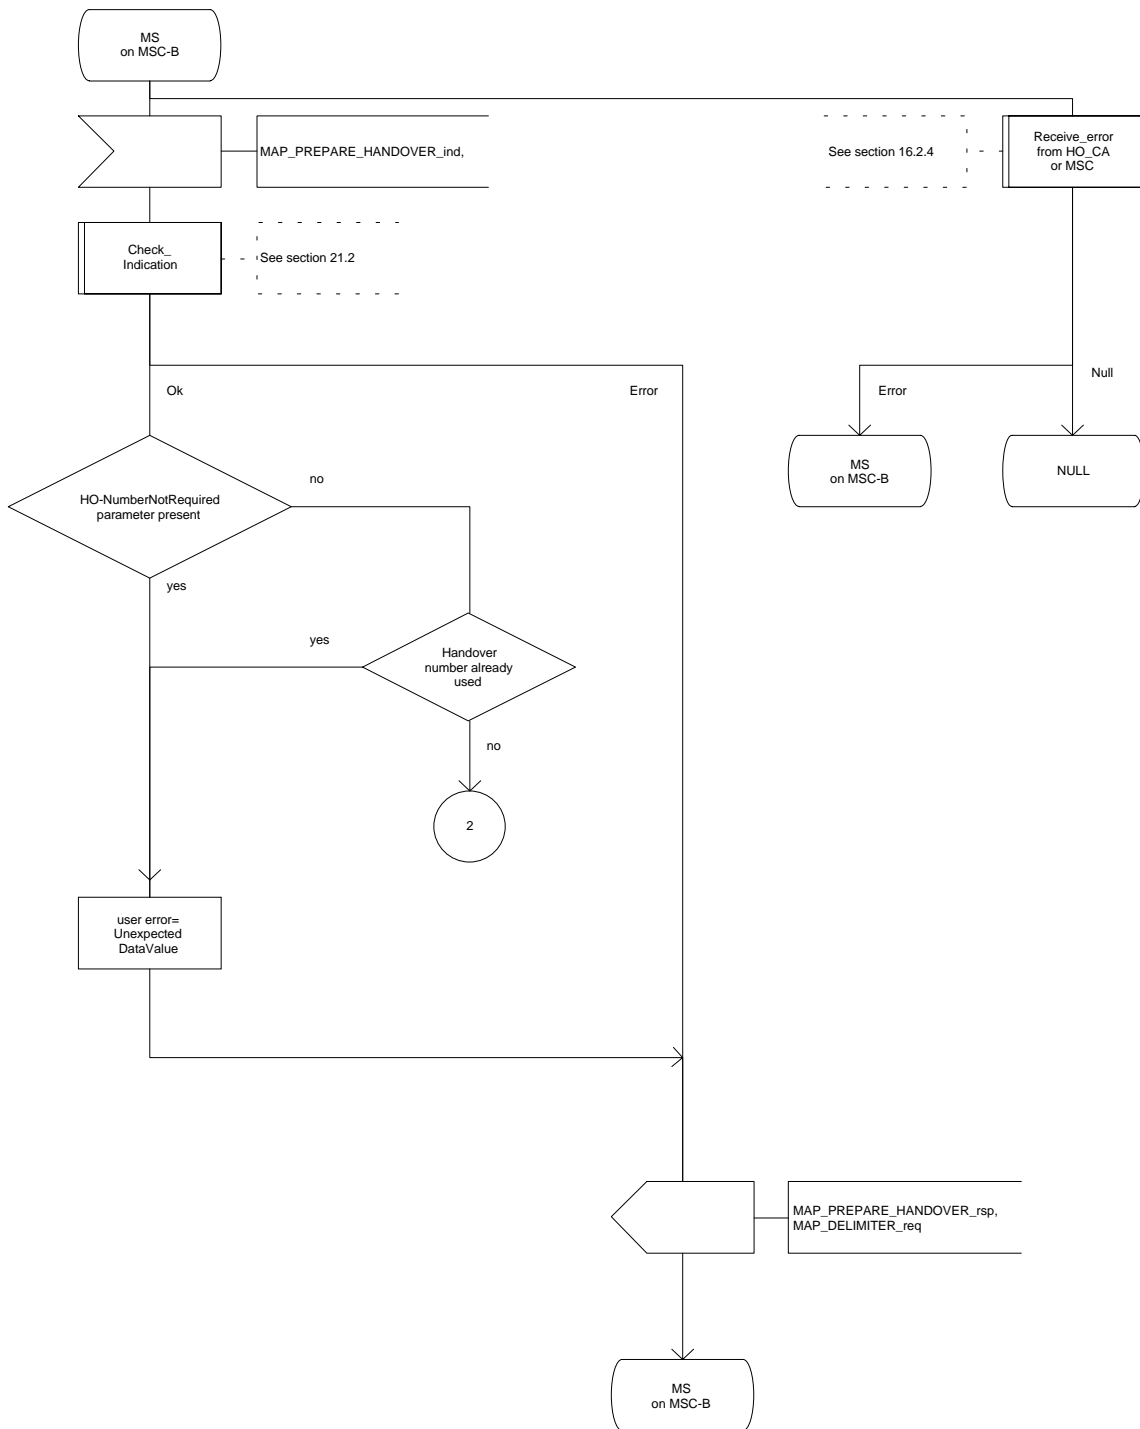 MS
on MSC-B
MAP_PREPARE_HANDOVER_ind,
See section 16.2.4
Receive_error
from HO_CA
or MSC
Check_
Indication
See section 21.2
Ok
Error
Error
Null
MS
on MSC-B
NULL
HO-NumberNotRequired
parameter present
no
yes
yes
Handover
number already
used
no
2
user error=
Unexpected
DataValue
MAP_PREPARE_HANDOVER_rsp,
MAP_DELIMITER_req
MS
on MSC-B